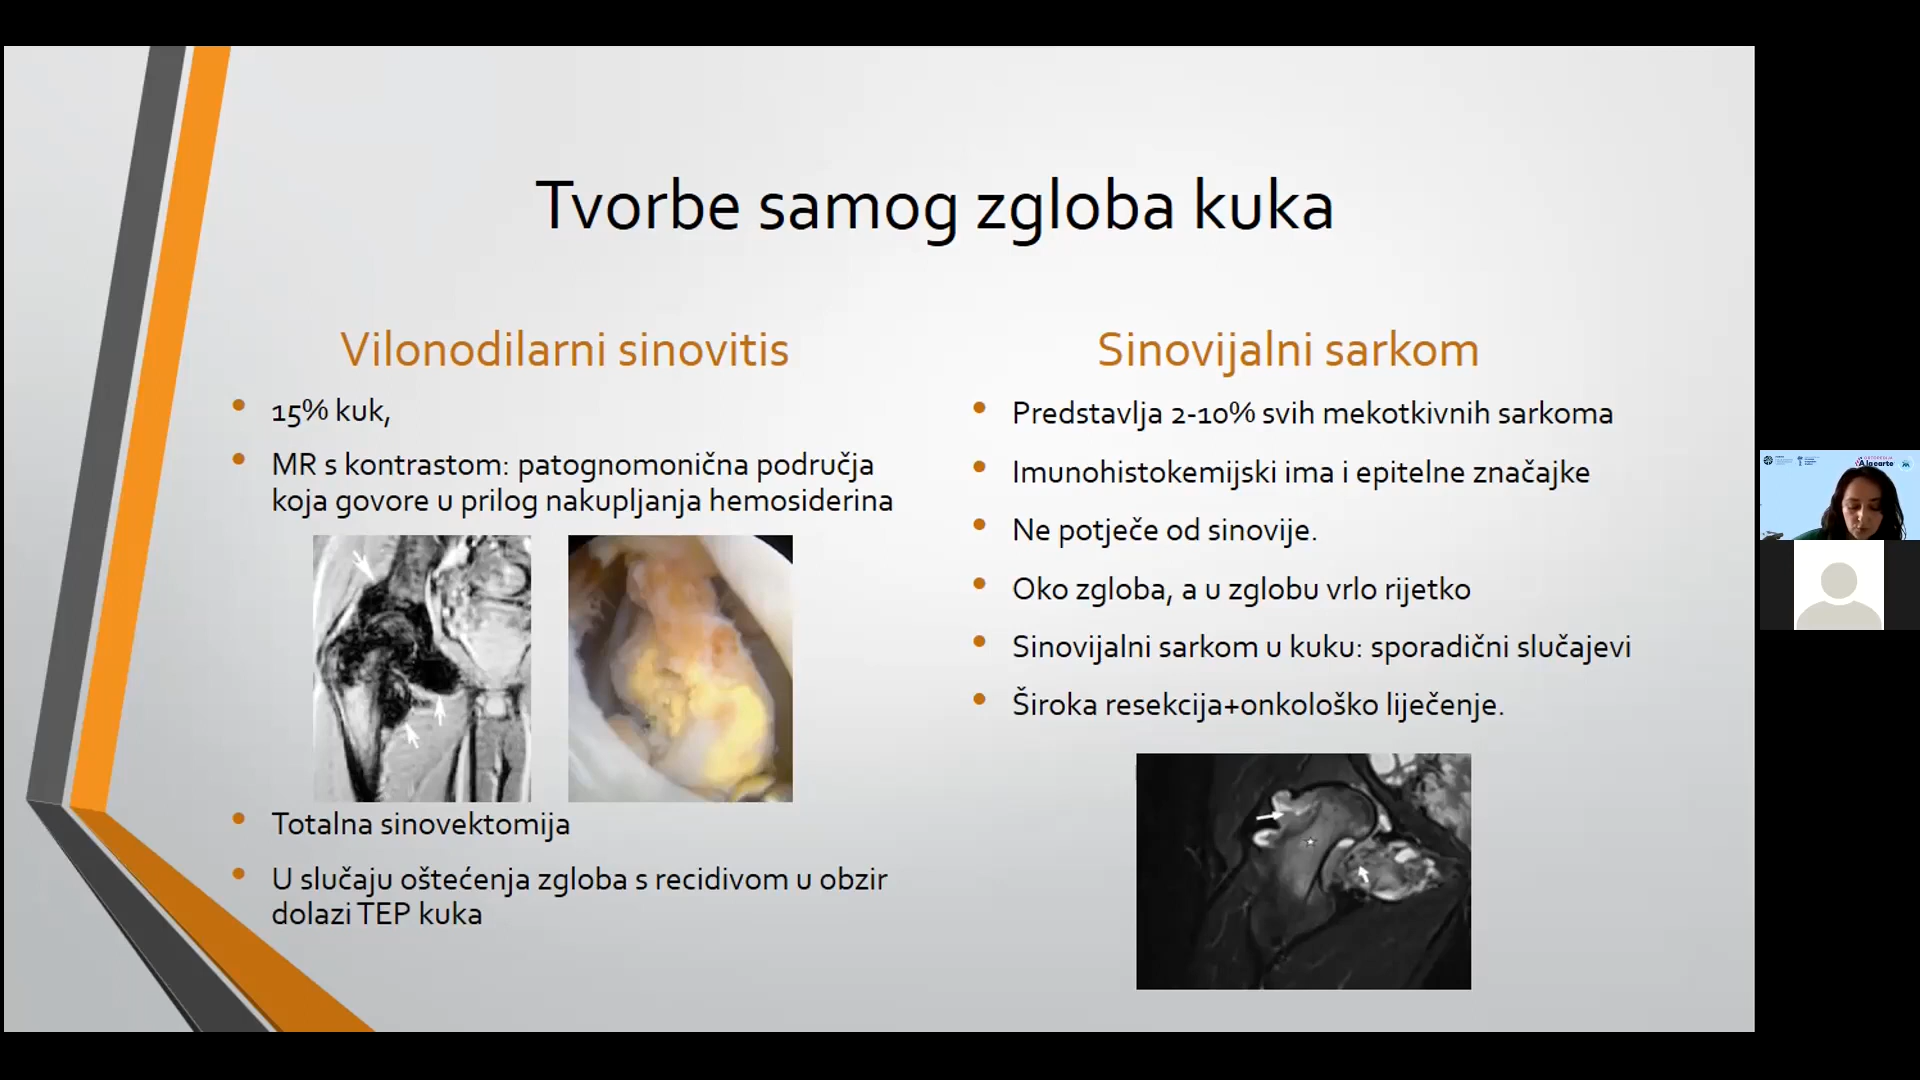 Tvorbe samog zgloba kuka
Vilonodilarni sinovitis
15% kuk,
MR s kontrastom: patognomonična područja
koja govore u prilog nakupljanja hemosiderina
Totalna sinovektomija
U slučaju oštećenja zgloba s recidivom u obzir
dolazi TEP kuka
Sinovijalni sarkom
Predstavlja 2-10% svih mekotkivnih sarkoma
Imunohistokemijski ima i epitelne značajke
Ne potječe od sinovije.
Oko zgloba, a u zglobu vrlo rijetko
Sinovijalni sarkom u kuku: sporadični slučajevi
Široka resekcija+onkološko liječenje.